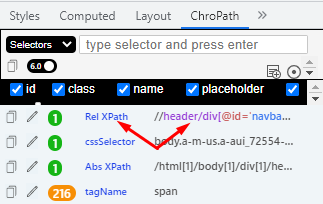 Styles Computed Layout ChroPath
Selectors type selector and press enter
6.0
id class name placeholder
1 Rel XPath //header/div[@id='navba...
1 cssSelector body.a-m-us.a-aui_72554-...
1 Abs XPath /html[1]/body[1]/div[1]/he...
216 tagName span